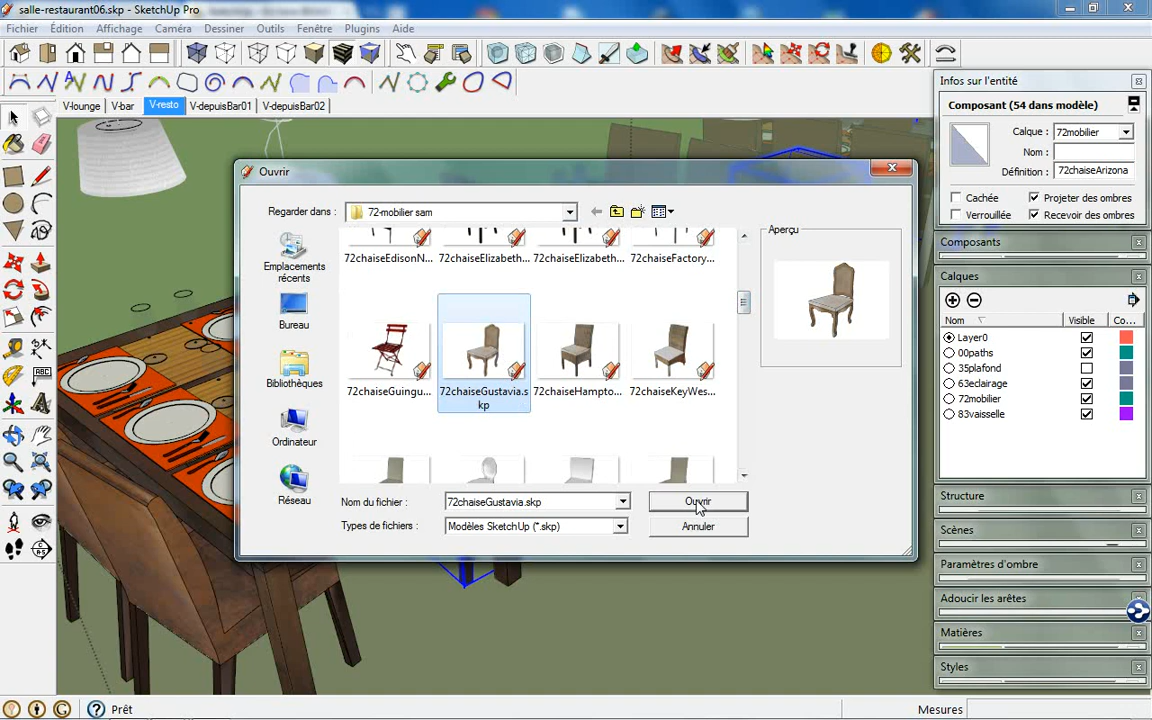 salle-restaurant06.skp - SketchUp Pro
Fichier Édition Affichage Caméra Dessiner Outils Fenêtre Plugins Aide
V-lounge V-bar V-resto V-depuisBar01 V-depuisBar02
Ouvrir
Regarder dans : 72-mobilier sam
Emplacements récents
Bureau
Bibliothèques
Ordinateur
Réseau
72chaiseEdisonN... 72chaiseElizabeth... 72chaiseElizabeth... 72chaiseFactory...
72chaiseGuingu... 72chaiseGustavia.s 72chaiseHampto... 72chaiseKeyWes...
kp
Nom du fichier : 72chaiseGustavia.skp
Types de fichiers : Modèles SketchUp (*.skp)
Ouvrir
Annuler
Aperçu
Infos sur l'entité
Composant (54 dans modèle)
Calque : 72mobilier
Nom :
Définition : 72chaiseArizona
Cachée Projeter des ombres
Verrouillée Recevoir des ombres
Composants
Calques
Nom Visible Co...
Layer0
00paths
35plafond
63eclairage
72mobilier
83vaisselle
Structure
Scènes
Paramètres d'ombre
Adoucir les arêtes
Matières
Styles
Prêt
Mesures